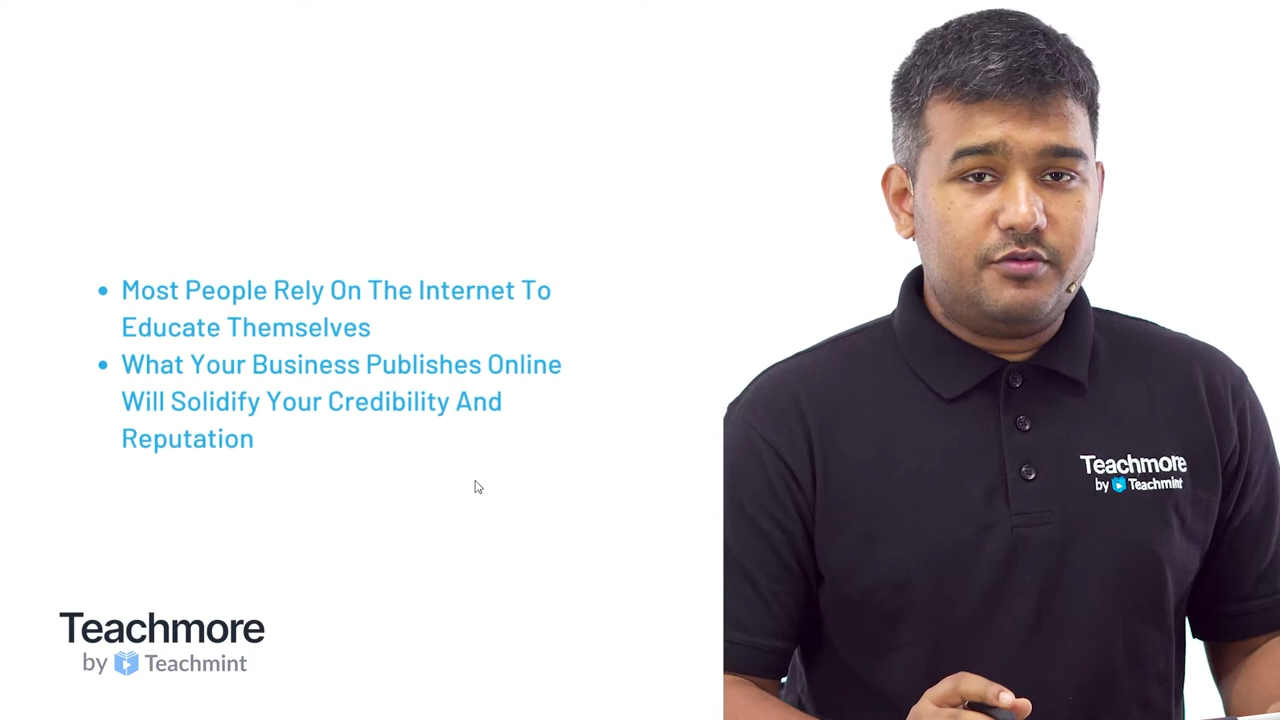 Most People Rely On The Internet To
Educate Themselves
What Your Business Publishes Online
Will Solidify Your Credibility And
Reputation
Teachmore
by Teachmint
Teachmore
by Teachmint